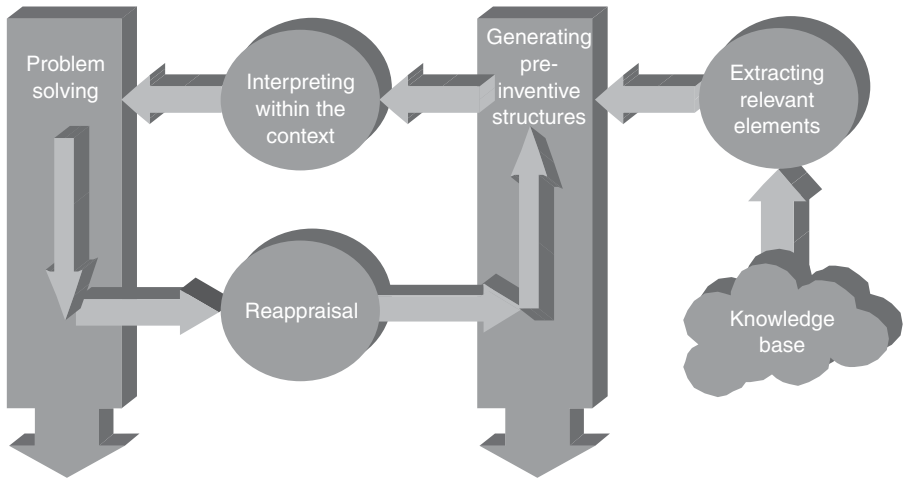 Problem
solving
Interpreting
within the
context
Generating
pre-
inventive
structures
Extracting
relevant
elements
Reappraisal
Knowledge
base